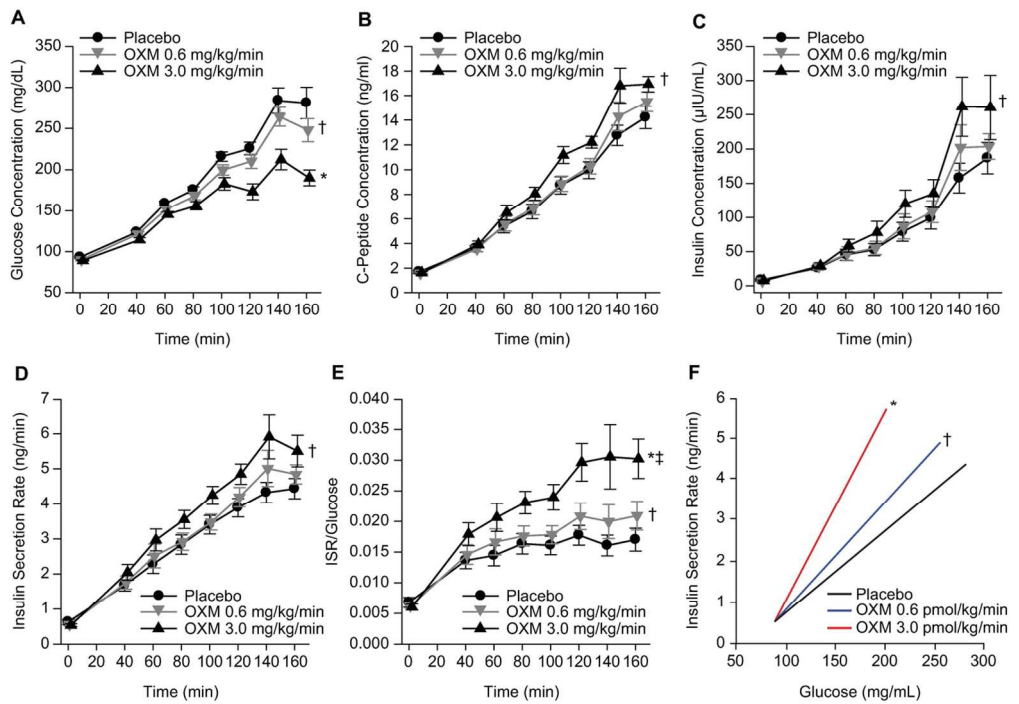 A
Placebo
OXM 0.6 mg/kg/min
OXM 3.0 mg/kg/min
Glucose Concentration (mg/dL)
350
300
250
200
150
100
50
†
*
0 20 40 60 80 100 120 140 160
Time (min)
B
Placebo
OXM 0.6 mg/kg/min
OXM 3.0 mg/kg/min
C-Peptide Concentration (ng/ml)
20
18
16
14
12
10
8
6
4
2
0
†
0 20 40 60 80 100 120 140 160
Time (min)
C
Placebo
OXM 0.6 mg/kg/min
OXM 3.0 mg/kg/min
Insulin Concentration (µIU/mL)
350
300
250
200
150
100
50
0
†
0 20 40 60 80 100 120 140 160
Time (min)
D
Insulin Secretion Rate (ng/min)
7
6
5
4
3
2
1
0
†
Placebo
OXM 0.6 mg/kg/min
OXM 3.0 mg/kg/min
0 20 40 60 80 100 120 140 160
Time (min)
E
ISR/Glucose
0.040
0.035
0.030
0.025
0.020
0.015
0.010
0.005
0.000
*‡
†
Placebo
OXM 0.6 mg/kg/min
OXM 3.0 mg/kg/min
0 20 40 60 80 100 120 140 160
Time (min)
F
Insulin Secretion Rate (ng/min)
6
5
4
3
2
1
0
*
†
Placebo
OXM 0.6 pmol/kg/min
OXM 3.0 pmol/kg/min
50 100 150 200 250 300
Glucose (mg/mL)